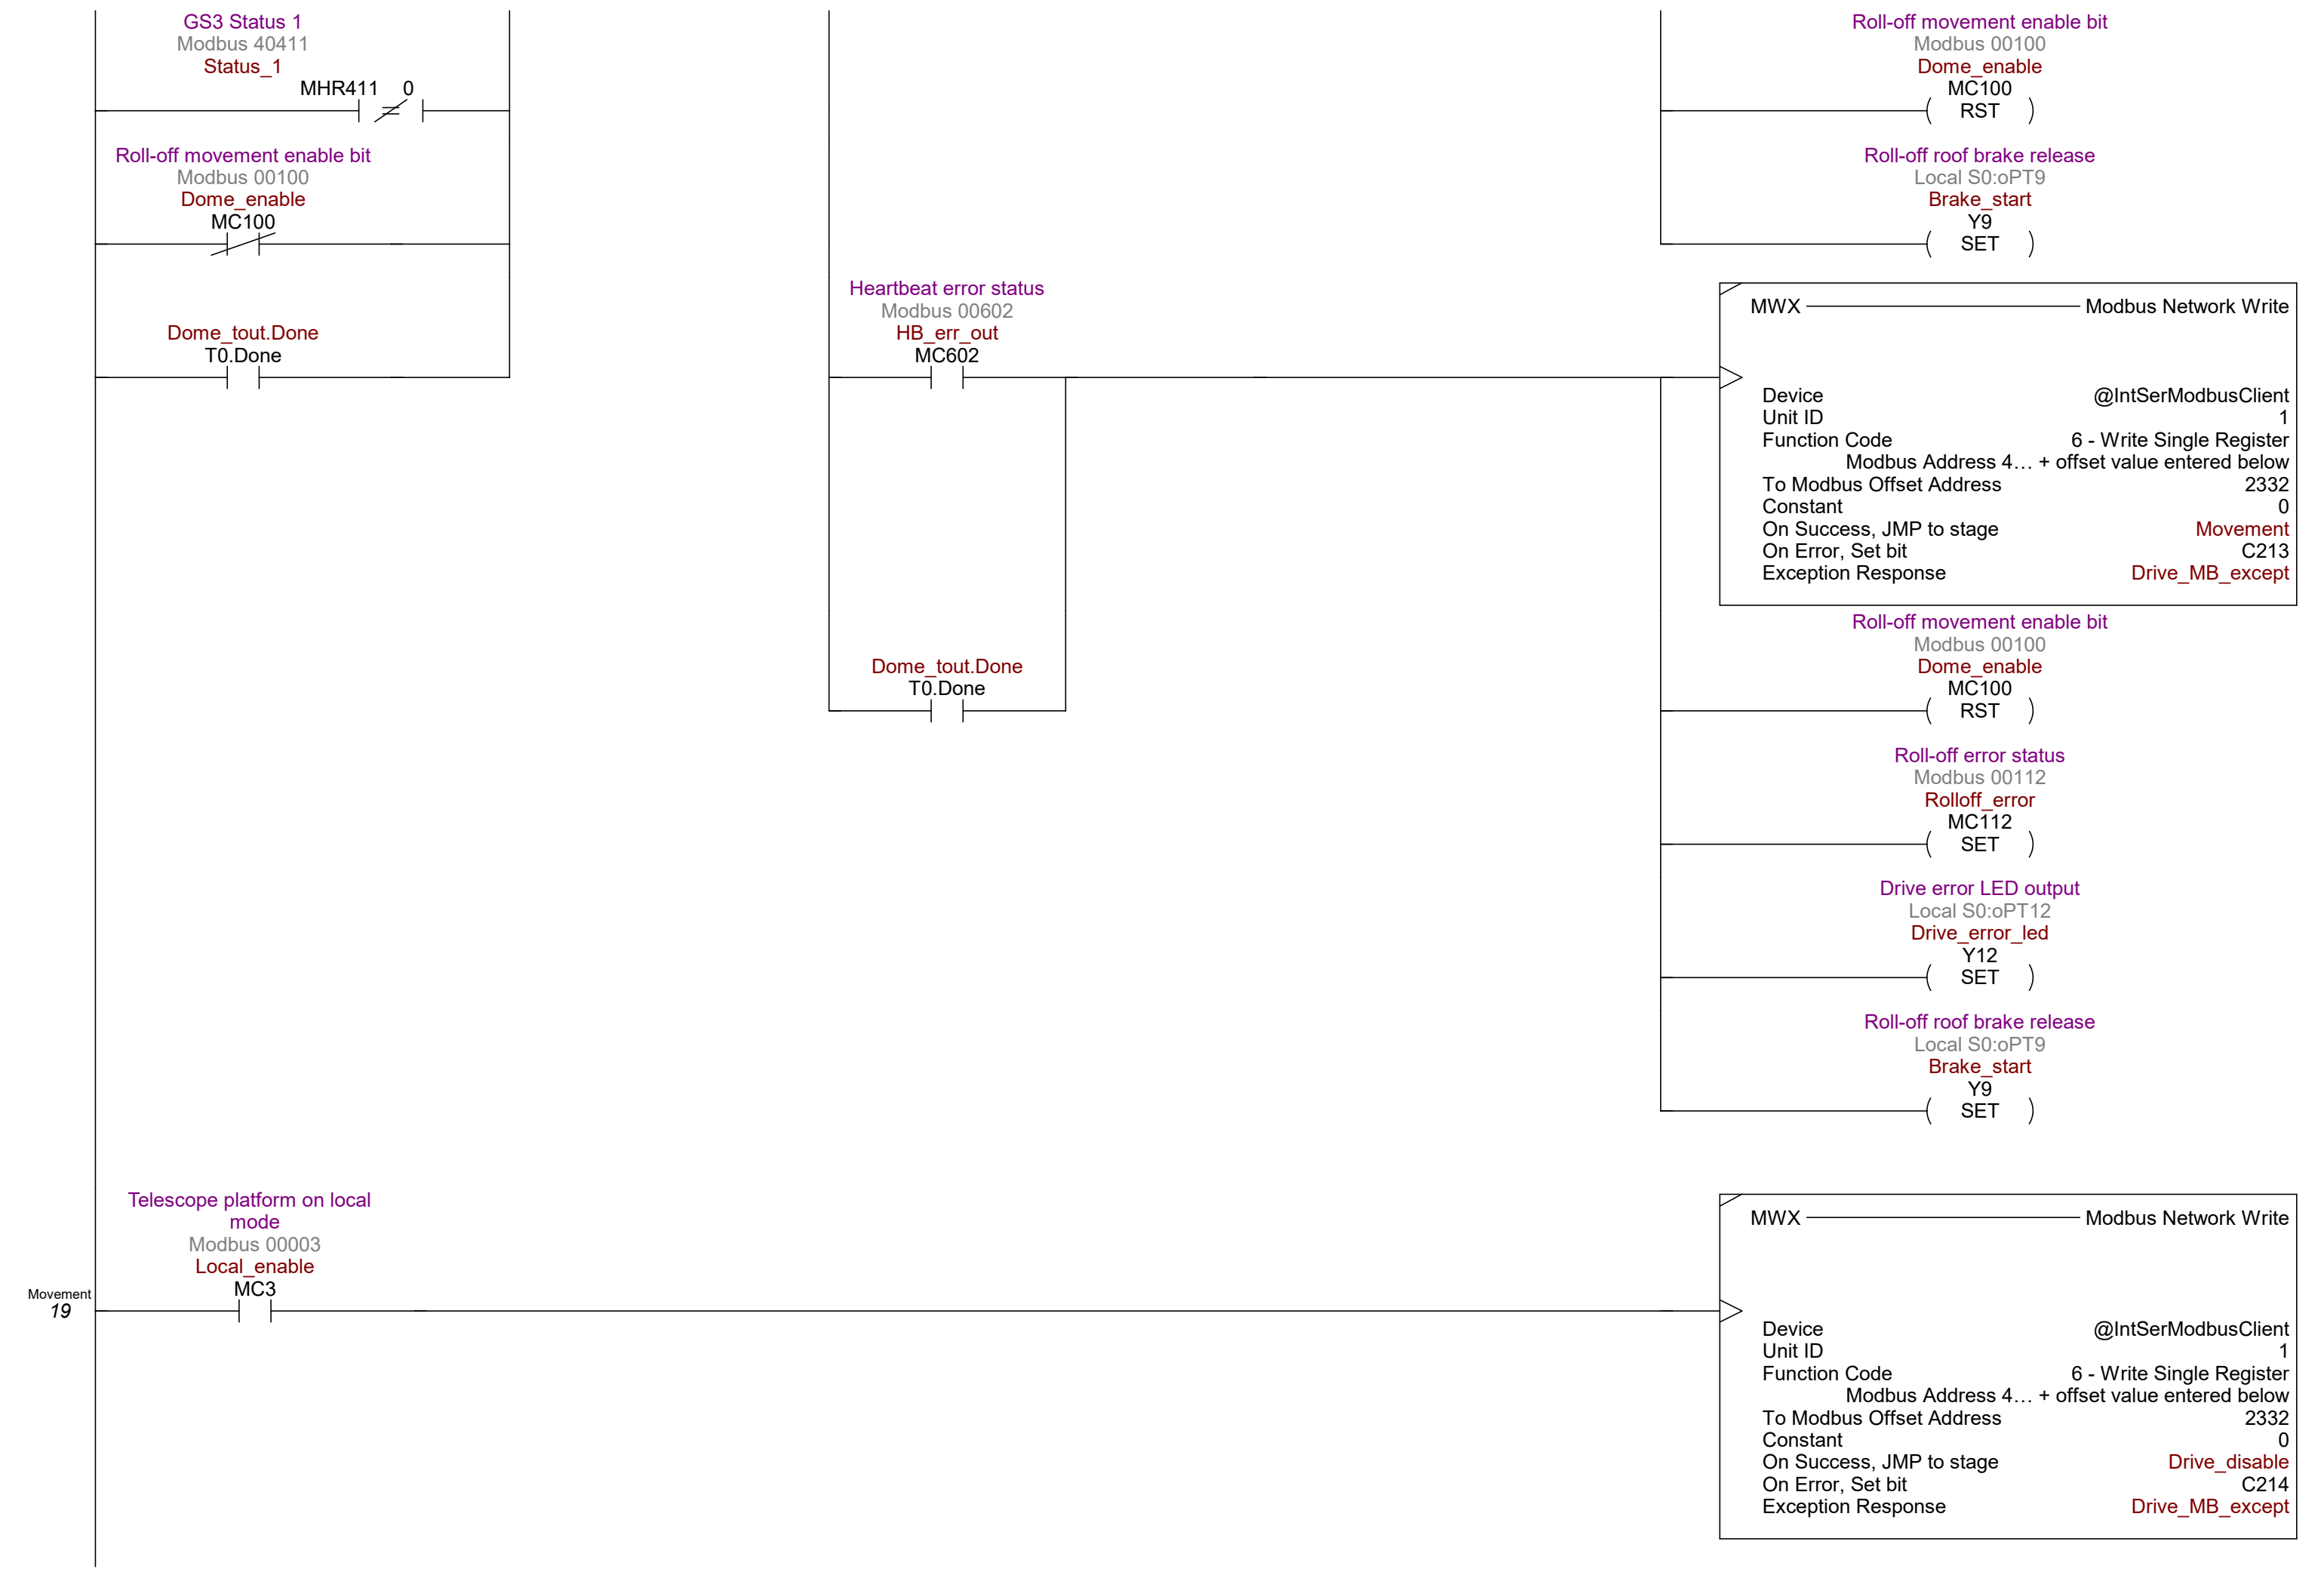 GS3 Status 1
Modbus 40411
Status_1
MHR411 0
Roll-off movement enable bit
Modbus 00100
Dome_enable
MC100
Dome_tout.Done
T0.Done
Heartbeat error status
Modbus 00602
HB_err_out
MC602
Dome_tout.Done
T0.Done
Roll-off movement enable bit
Modbus 00100
Dome_enable
MC100
RST
Roll-off roof brake release
Local S0:oPT9
Brake_start
Y9
SET
MWX Modbus Network Write
Device @IntSerModbusClient
Unit ID 1
Function Code 6 - Write Single Register
Modbus Address 4… + offset value entered below
To Modbus Offset Address 2332
Constant 0
On Success, JMP to stage Movement
On Error, Set bit C213
Exception Response Drive_MB_except
Roll-off movement enable bit
Modbus 00100
Dome_enable
MC100
RST
Roll-off error status
Modbus 00112
Rolloff_error
MC112
SET
Drive error LED output
Local S0:oPT12
Drive_error_led
Y12
SET
Roll-off roof brake release
Local S0:oPT9
Brake_start
Y9
SET
Movement
19
Telescope platform on local
mode
Modbus 00003
Local_enable
MC3
MWX Modbus Network Write
Device @IntSerModbusClient
Unit ID 1
Function Code 6 - Write Single Register
Modbus Address 4… + offset value entered below
To Modbus Offset Address 2332
Constant 0
On Success, JMP to stage Drive_disable
On Error, Set bit C214
Exception Response Drive_MB_except